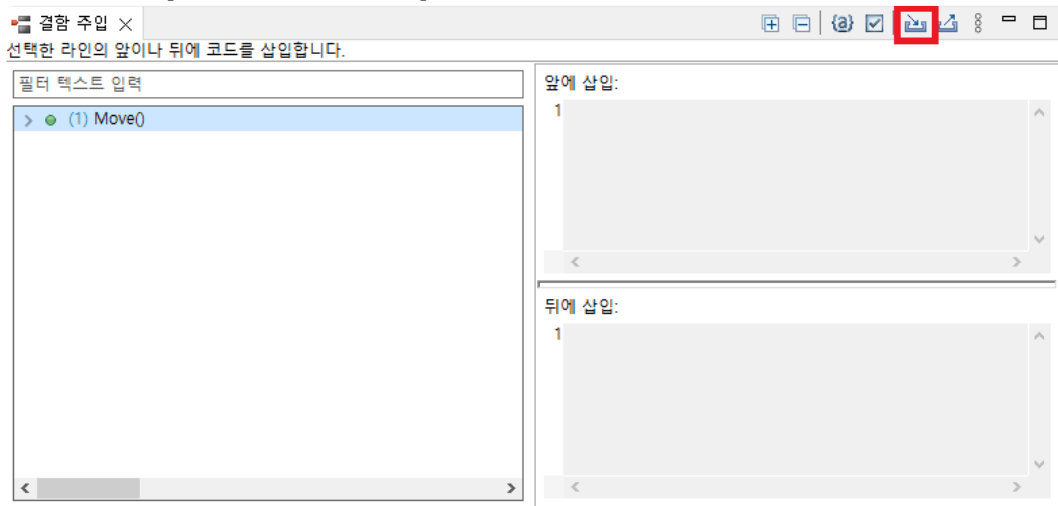 결함 주입
{a}
선택한 라인의 앞이나 뒤에 코드를 삽입합니다.
필터 텍스트 입력
(1) Move()
앞에 삽입:
1
뒤에 삽입:
1